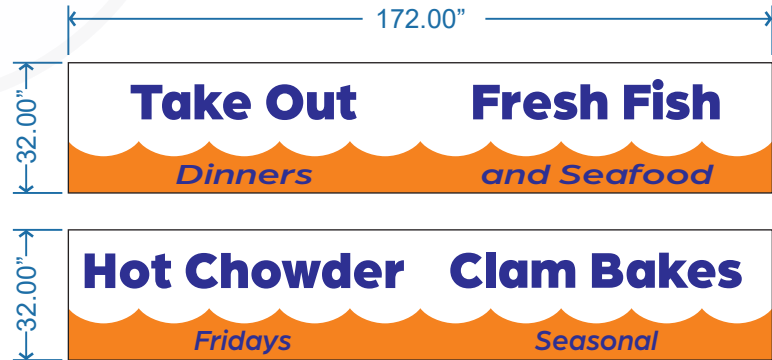 172.00”
32.00”
Take Out Fresh Fish
Dinners and Seafood
32.00”
Hot Chowder Clam Bakes
Fridays Seasonal